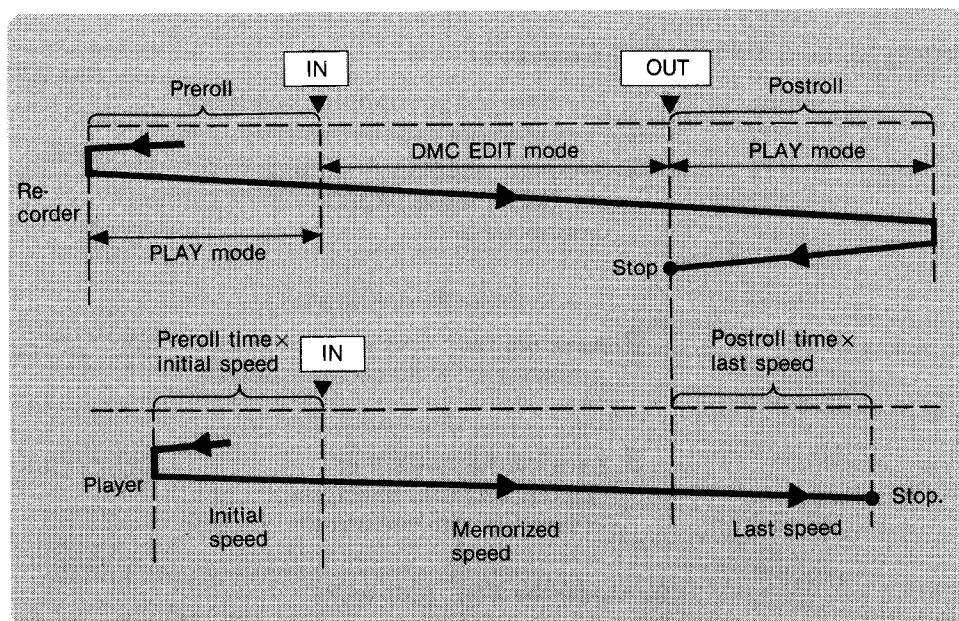 IN
OUT
Preroll
Postroll
DMC EDIT mode
PLAY mode
Re-
corder
PLAY mode
Stop
Preroll time ×
initial speed
IN
Postroll time ×
last speed
Player
Stop.
Initial
speed
Memorized
speed
Last speed